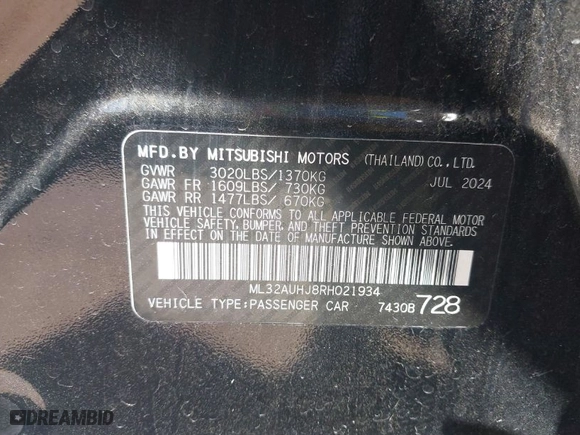 MFD.BY MITSUBISHI MOTORS (THAILAND) CO., LTD.
GVWR 3020LBS/1370KG JUL 2024
GAWR FR 1609LBS/ 730KG
GAWR RR 1477LBS/ 670KG
THIS VEHICLE CONFORMS TO ALL APPLICABLE FEDERAL MOTOR
VEHICLE SAFETY, BUMPER, AND THEFT PREVENTION STANDARDS
IN EFFECT ON THE DATE OF MANUFACTURE SHOWN ABOVE.
ML32AUHJ8RH021934
VEHICLE TYPE:PASSENGER CAR 74308 728
DREAMBID